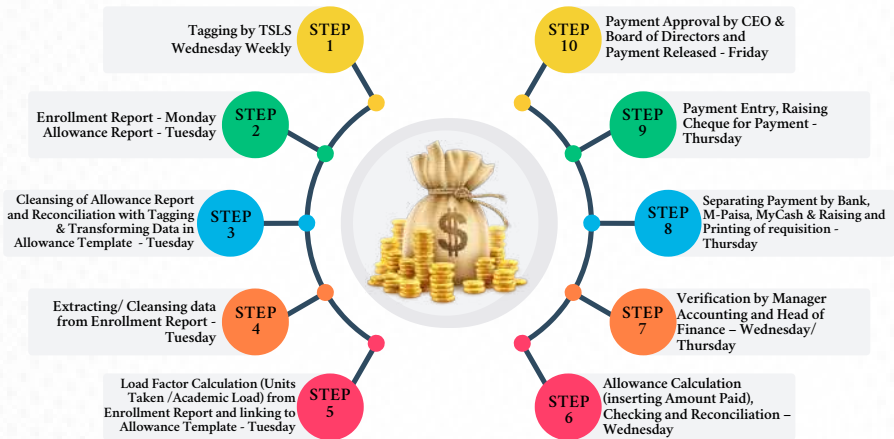 Tagging by TSLS
Wednesday Weekly
STEP
1
Enrollment Report - Monday
Allowance Report - Tuesday
STEP
2
Cleansing of Allowance Report
and Reconciliation with Tagging
& Transforming Data in
Allowance Template - Tuesday
STEP
3
Extracting/ Cleansing data
from Enrollment Report -
Tuesday
STEP
4
Load Factor Calculation (Units
Taken /Academic Load) from
Enrollment Report and linking to
Allowance Template - Tuesday
STEP
5
STEP
6
Allowance Calculation
(inserting Amount Paid),
Checking and Reconciliation –
Wednesday
STEP
7
Verification by Manager
Accounting and Head of
Finance – Wednesday/
Thursday
STEP
8
Separating Payment by Bank,
M-Paisa, MyCash & Raising and
Printing of requisition -
Thursday
STEP
9
Payment Entry, Raising
Cheque for Payment -
Thursday
STEP
10
Payment Approval by CEO &
Board of Directors and
Payment Released - Friday
$